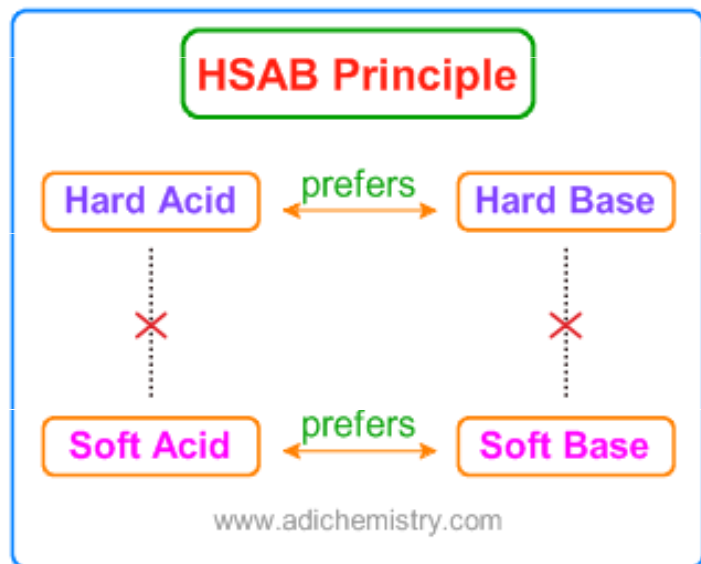 HSAB Principle
Hard Acid prefers Hard Base
Soft Acid prefers Soft Base
www.adichemistry.com